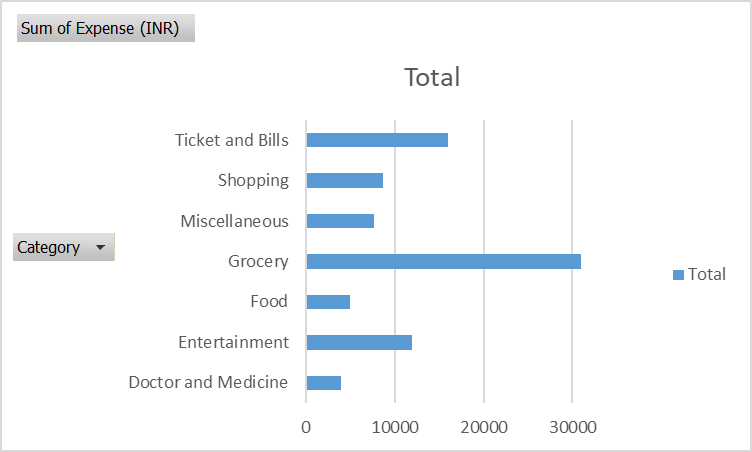 Sum of Expense (INR)
Total
Ticket and Bills
Shopping
Miscellaneous
Category
Grocery
Total
Food
Entertainment
Doctor and Medicine
0 10000 20000 30000